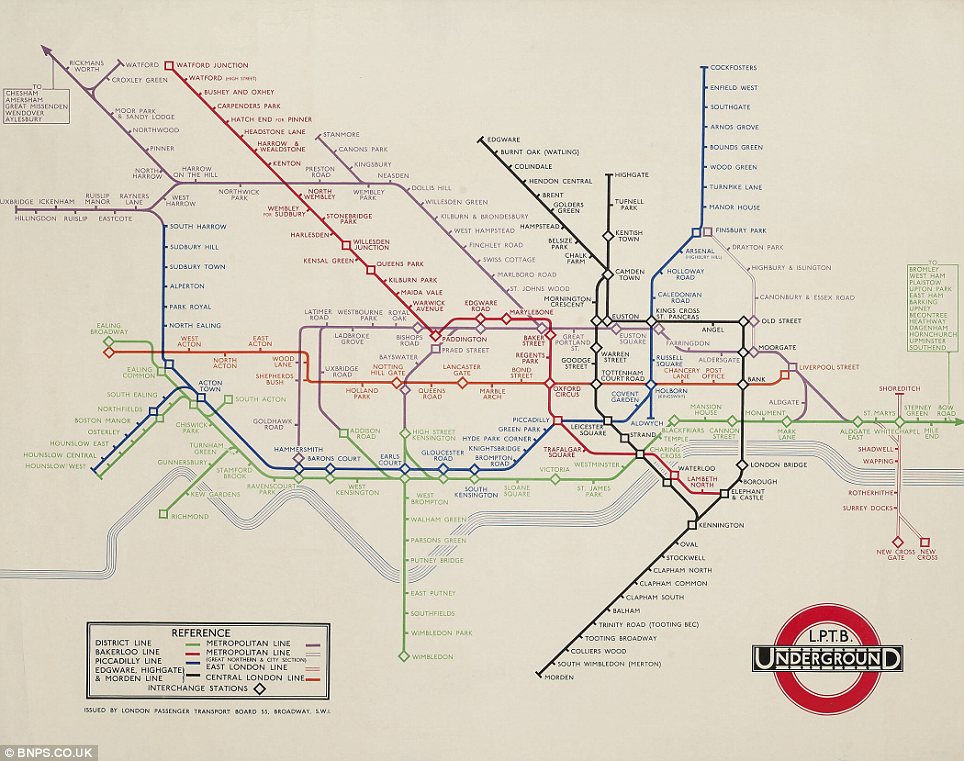 RICKMANS
WORTH
WATFORD
CROXLEY GREEN
TO
CHESHAM
AMERSHAM
GREAT MISSENDEN
WENDOVER
AYLESBURY
MOOR PARK
& SANDY LODGE
NORTHWOOD
PINNER
NORTH
HARROW
HARROW
ON THE HILL
WEST
HARROW
UXBRIDGE
ICKENHAM
RUISLIP
MANOR
RAYNERS
LANE
HILLINGDON
RUISLIP
EASTCOTE
WATFORD JUNCTION
WATFORD (HIGH STREET)
BUSHEY AND OXHEY
CARPENDERS PARK
HATCH END FOR PINNER
HEADSTONE LANE
HARROW &
WEALDSTONE
KENTON
NORTHWICK
PARK
PRESTON
ROAD
NORTH
WEMBLEY
WEMBLEY
FOR SUDBURY
STONEBRIDGE
PARK
HARLESDEN
WILLESDEN
JUNCTION
KENSAL GREEN
QUEENS PARK
KILBURN PARK
MAIDA VALE
WARWICK
AVENUE
PADDINGTON
EDGWARE
ROAD
MARYLEBONE
BAKER
STREET
REGENTS
PARK
OXFORD
CIRCUS
STANMORE
CANONS PARK
KINGSBURY
WEMBLEY
PARK
NEASDEN
DOLLIS HILL
WILLESDEN GREEN
KILBURN & BRONDESBURY
WEST HAMPSTEAD
FINCHLEY ROAD
SWISS COTTAGE
MARLBORO ROAD
ST. JOHNS WOOD
EDGWARE
BURNT OAK (WATLING)
COLINDALE
HENDON CENTRAL
BRENT
GOLDERS
GREEN
HAMPSTEAD
BELSIZE
PARK
CHALK
FARM
HIGHGATE
TUFNELL
PARK
KENTISH
TOWN
CAMDEN
TOWN
MORNINGTON
CRESCENT
EUSTON
COCKFOSTERS
ENFIELD WEST
SOUTHGATE
ARNOS GROVE
BOUNDS GREEN
WOOD GREEN
TURNPIKE LANE
MANOR HOUSE
FINSBURY PARK
ARSENAL
(HIGHBURY HILL)
DRAYTON PARK
HOLLOWAY
ROAD
HIGHBURY & ISLINGTON
CALEDONIAN
ROAD
CANONBURY & ESSEX ROAD
KINGS CROSS
ST. PANCRAS
ANGEL
OLD STREET
GREAT
PORTLAND
ST.
EUSTON
SQUARE
FARRINGDON
ALDERSGATE
MOORGATE
LIVERPOOL STREET
WARREN
STREET
GOODGE
STREET
TOTTENHAM
COURT ROAD
RUSSELL
SQUARE
HOLBORN
(KINGSWAY)
CHANCERY
LANE
POST
OFFICE
BANK
COVENT
GARDEN
ALDWYCH
LEICESTER
SQUARE
STRAND
TEMPLE
CHARING
CROSS
BLACKFRIARS
MANSION
HOUSE
CANNON
STREET
MONUMENT
MARK
LANE
ALDGATE
ALDGATE
EAST
ST. MARYS
WHITECHAPEL
STEPNEY
GREEN
MILE
END
BOW
ROAD
SHOREDITCH
SHADWELL
WAPPING
ROTHERHITHE
SURREY DOCKS
NEW CROSS
GATE
NEW
CROSS
TO
BROMLEY
WEST HAM
PLAISTOW
UPTON PARK
EAST HAM
BARKING
UPNEY
BECONTREE
HEATHWAY
DAGENHAM
HORNCHURCH
UPMINSTER
SOUTHEND
SOUTH HARROW
SUDBURY HILL
SUDBURY TOWN
ALPERTON
PARK ROYAL
NORTH EALING
EALING
BROADWAY
EALING
COMMON
WEST
ACTON
NORTH
ACTON
EAST
ACTON
WOOD
LANE
SHEPHERDS
BUSH
HOLLAND
PARK
NOTTING
HILL GATE
QUEENS
ROAD
LANCASTER
GATE
MARBLE
ARCH
BOND
STREET
LATIMER
ROAD
LADBROKE
GROVE
WESTBOURNE
PARK
ROYAL
OAK
BISHOPS
ROAD
PRAED STREET
BAYSWATER
UXBRIDGE
ROAD
ADDISON
ROAD
GOLDHAWK
ROAD
HAMMERSMITH
ACTON
TOWN
SOUTH ACTON
SOUTH EALING
NORTHFIELDS
BOSTON MANOR
OSTERLEY
HOUNSLOW EAST
HOUNSLOW CENTRAL
HOUNSLOW WEST
CHISWICK
PARK
TURNHAM
GREEN
GUNNERSBURY
STAMFORD
BROOK
KEW GARDENS
RICHMOND
RAVENSCOURT
PARK
BARONS COURT
WEST
KENSINGTON
EARLS
COURT
HIGH STREET
KENSINGTON
GLOUCESTER
ROAD
SOUTH
KENSINGTON
BROMPTON
ROAD
KNIGHTSBRIDGE
HYDE PARK CORNER
GREEN PARK
PICCADILLY
TRAFALGAR
SQUARE
SLOANE
SQUARE
VICTORIA
ST. JAMES
PARK
WESTMINSTER
WEST
BROMPTON
WALHAM GREEN
PARSONS GREEN
PUTNEY BRIDGE
EAST PUTNEY
SOUTHFIELDS
WIMBLEDON PARK
WIMBLEDON
WATERLOO
LAMBETH
NORTH
ELEPHANT
& CASTLE
BOROUGH
LONDON BRIDGE
KENNINGTON
OVAL
STOCKWELL
CLAPHAM NORTH
CLAPHAM COMMON
CLAPHAM SOUTH
BALHAM
TRINITY ROAD (TOOTING BEC)
TOOTING BROADWAY
COLLIERS WOOD
SOUTH WIMBLEDON (MERTON)
MORDEN
REFERENCE
DISTRICT LINE
BAKERLOO LINE
PICCADILLY LINE
EDGWARE, HIGHGATE
& MORDEN LINE
METROPOLITAN LINE
METROPOLITAN LINE
(GREAT NORTHERN & CITY SECTION)
EAST LONDON LINE
CENTRAL LONDON LINE
INTERCHANGE STATIONS
ISSUED BY LONDON PASSENGER TRANSPORT BOARD 55, BROADWAY, S.W.1.
L.P.T.B.
UNDERGROUND
© BNPS.CO.UK